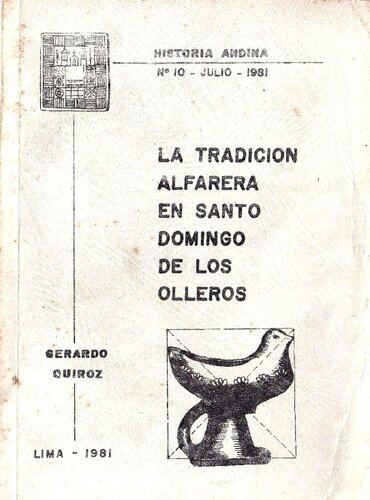 HISTORIA ANDINA
Nº 10 - JULIO - 1981
LA TRADICION
ALFARERA
EN SANTO
DOMINGO
DE LOS
OLLEROS
GERARDO
QUIROZ
LIMA - 1981